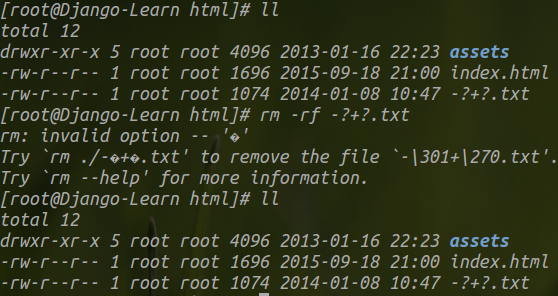 [root@Django-Learn html]# ll
total 12
drwxr-xr-x 5 root root 4096 2013-01-16 22:23 assets
-rw-r--r-- 1 root root 1696 2015-09-18 21:00 index.html
-rw-r--r-- 1 root root 1074 2014-01-08 10:47 -?+?.txt
[root@Django-Learn html]# rm -rf -?+?.txt
rm: invalid option -- '�'
Try `rm ./-�+�.txt' to remove the file `-\301+\270.txt'.
Try `rm --help' for more information.
[root@Django-Learn html]# ll
total 12
drwxr-xr-x 5 root root 4096 2013-01-16 22:23 assets
-rw-r--r-- 1 root root 1696 2015-09-18 21:00 index.html
-rw-r--r-- 1 root root 1074 2014-01-08 10:47 -?+?.txt